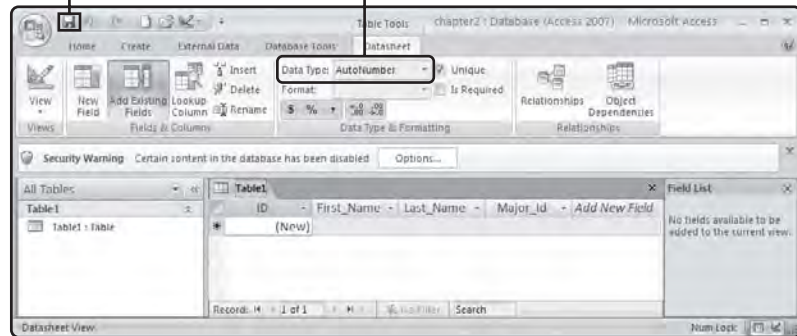 Table Tools chapter2 : Database (Access 2007) Microsoft Access
Home Create External Data Database Tools Datasheet
View
Views
New Field
Add Existing Fields
Lookup Column
Insert
Delete
Rename
Fields & Columns
Data Type: AutoNumber
Format:
$ % ,
Unique
Is Required
Data Type & Formatting
Relationships
Object Dependencies
Relationships
Security Warning Certain content in the database has been disabled Options...
All Tables
Table1
Table1 : Table
Table1
ID First_Name Last_Name Major_Id Add New Field
(New)
Record: 1 of 1 No Filter Search
Field List
No fields available to be
added to the current view.
Datasheet View
Num Lock